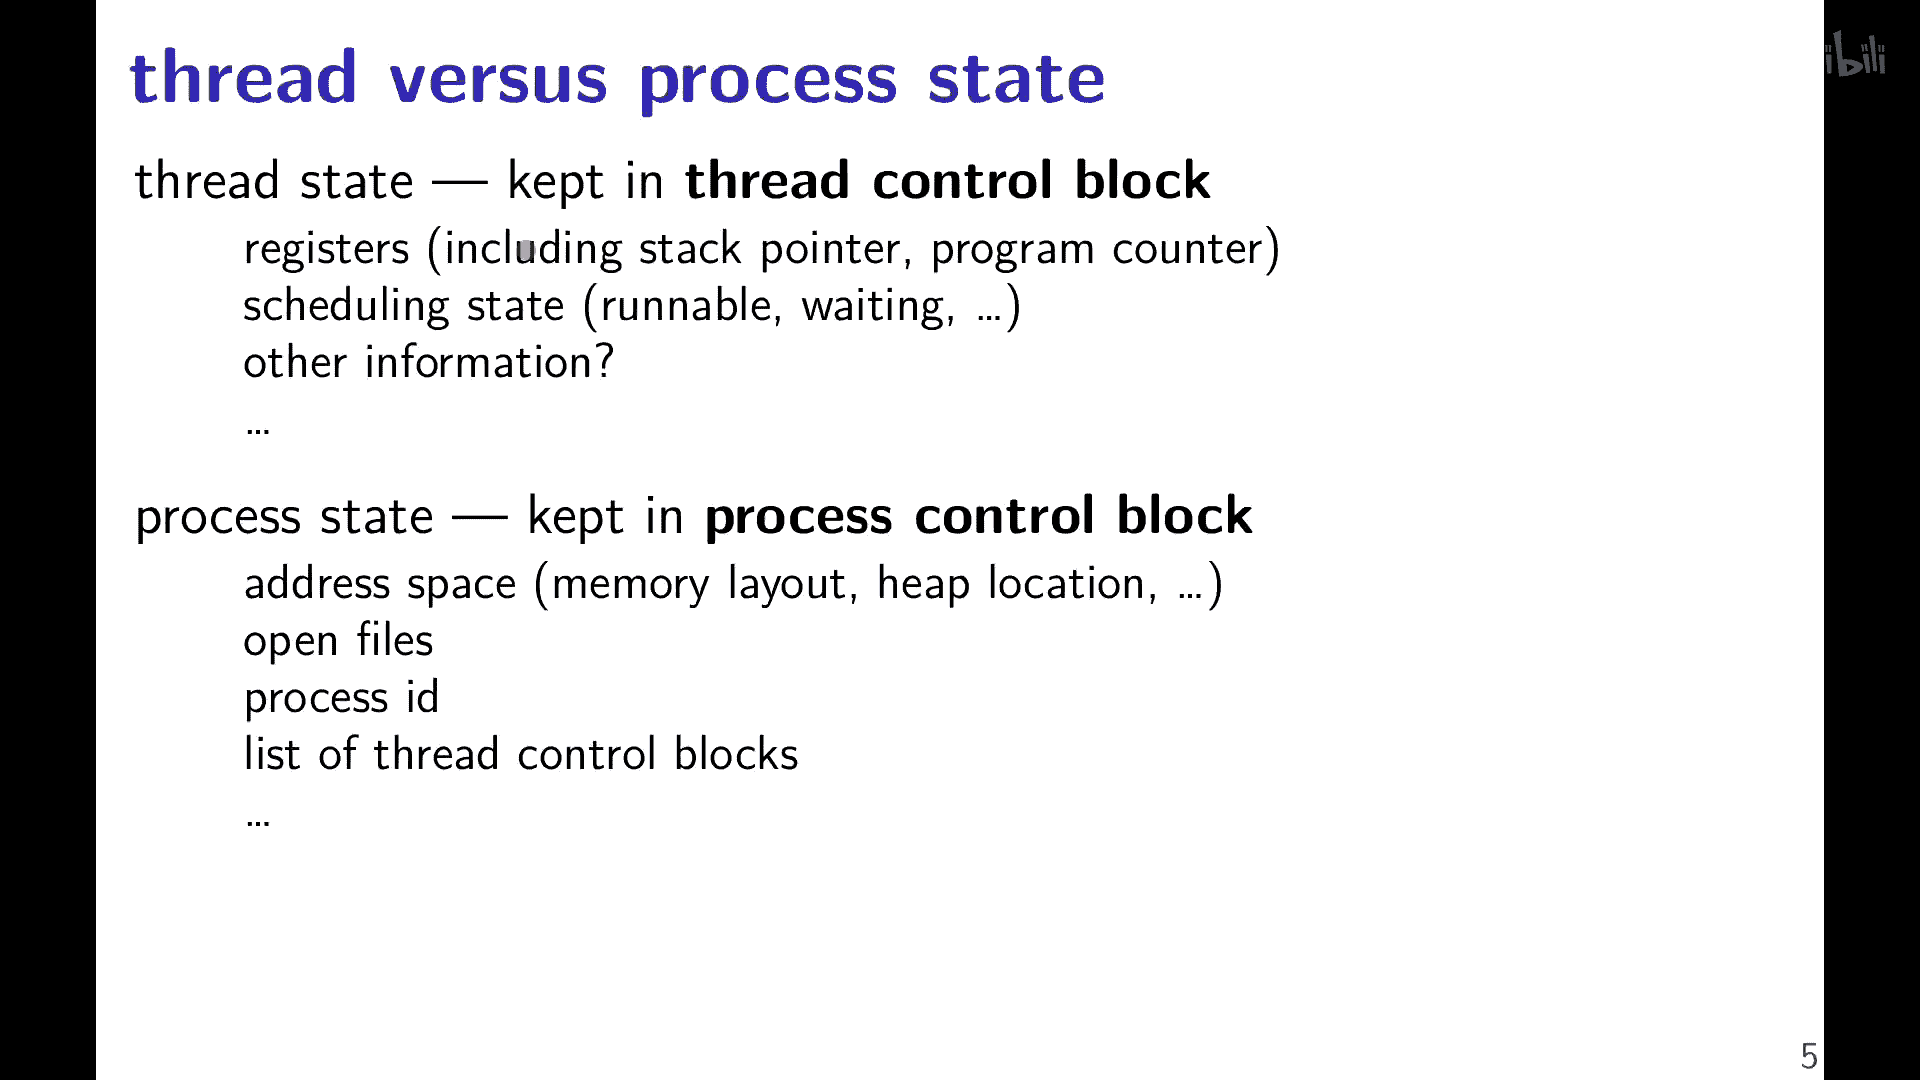 thread versus process state
thread state — kept in thread control block
registers (including stack pointer, program counter)
scheduling state (runnable, waiting, …)
other information?
…
process state — kept in process control block
address space (memory layout, heap location, …)
open files
process id
list of thread control blocks
…
5